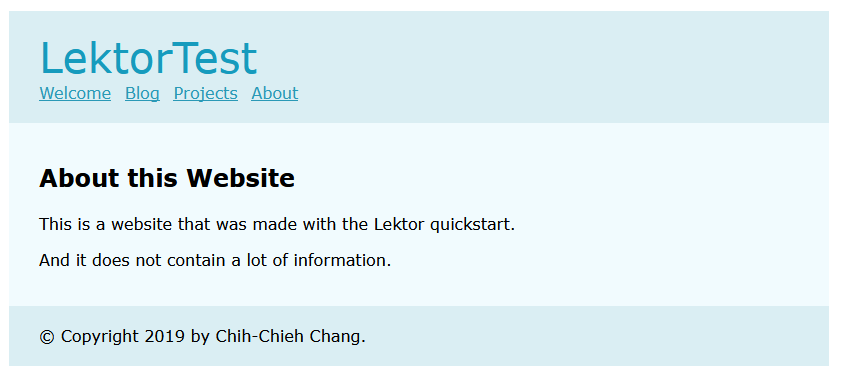 LektorTest
Welcome Blog Projects About
About this Website
This is a website that was made with the Lektor quickstart.
And it does not contain a lot of information.
© Copyright 2019 by Chih-Chieh Chang.